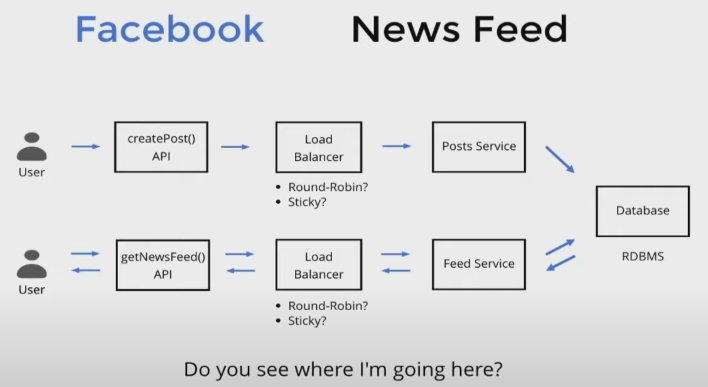 Facebook News Feed
createPost()
API
Load
Balancer
Posts Service
User
• Round-Robin?
• Sticky?
Database
RDBMS
getNewsFeed()
API
Load
Balancer
Feed Service
User
• Round-Robin?
• Sticky?
Do you see where I'm going here?